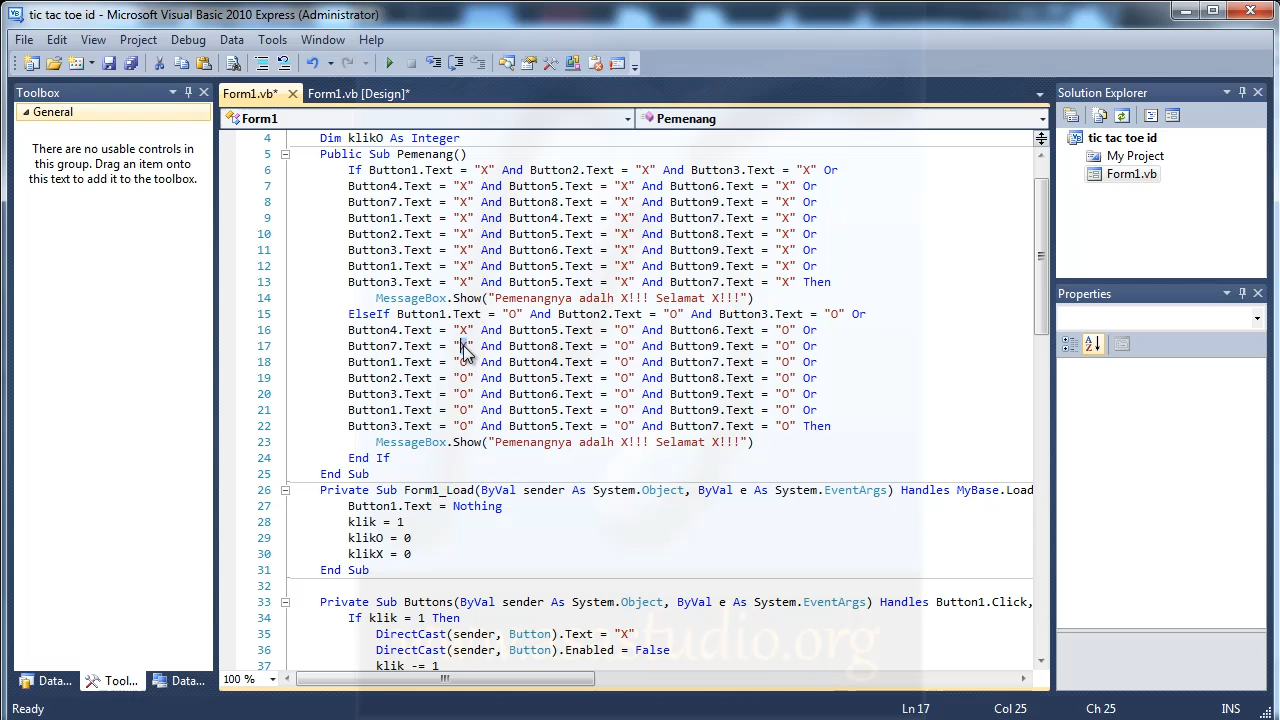 tic tac toe id - Microsoft Visual Basic 2010 Express (Administrator)
File Edit View Project Debug Data Tools Window Help
Toolbox
General
There are no usable controls in
this group. Drag an item onto
this text to add it to the toolbox.
Form1.vb* Form1.vb [Design]*
Form1 Pemenang
4 Dim klikO As Integer
5 Public Sub Pemenang()
6 If Button1.Text = "X" And Button2.Text = "X" And Button3.Text = "X" Or
7 Button4.Text = "X" And Button5.Text = "X" And Button6.Text = "X" Or
8 Button7.Text = "X" And Button8.Text = "X" And Button9.Text = "X" Or
9 Button1.Text = "X" And Button4.Text = "X" And Button7.Text = "X" Or
10 Button2.Text = "X" And Button5.Text = "X" And Button8.Text = "X" Or
11 Button3.Text = "X" And Button6.Text = "X" And Button9.Text = "X" Or
12 Button1.Text = "X" And Button5.Text = "X" And Button9.Text = "X" Or
13 Button3.Text = "X" And Button5.Text = "X" And Button7.Text = "X" Then
14 MessageBox.Show("Pemenangnya adalh X!!! Selamat X!!!")
15 ElseIf Button1.Text = "O" And Button2.Text = "O" And Button3.Text = "O" Or
16 Button4.Text = "X" And Button5.Text = "O" And Button6.Text = "O" Or
17 Button7.Text = "X" And Button8.Text = "O" And Button9.Text = "O" Or
18 Button1.Text = "O" And Button4.Text = "O" And Button7.Text = "O" Or
19 Button2.Text = "O" And Button5.Text = "O" And Button8.Text = "O" Or
20 Button3.Text = "O" And Button6.Text = "O" And Button9.Text = "O" Or
21 Button1.Text = "O" And Button5.Text = "O" And Button9.Text = "O" Or
22 Button3.Text = "O" And Button5.Text = "O" And Button7.Text = "O" Then
23 MessageBox.Show("Pemenangnya adalh X!!! Selamat X!!!")
24 End If
25 End Sub
26 Private Sub Form1_Load(ByVal sender As System.Object, ByVal e As System.EventArgs) Handles MyBase.Load
27 Button1.Text = Nothing
28 klik = 1
29 klikO = 0
30 klikX = 0
31 End Sub
32
33 Private Sub Buttons(ByVal sender As System.Object, ByVal e As System.EventArgs) Handles Button1.Click,
34 If klik = 1 Then
35 DirectCast(sender, Button).Text = "X"
36 DirectCast(sender, Button).Enabled = False
37 klik -= 1
100 %
Solution Explorer
tic tac toe id
My Project
Form1.vb
Properties
Data... Tool... Data...
Ready Ln 17 Col 25 Ch 25 INS